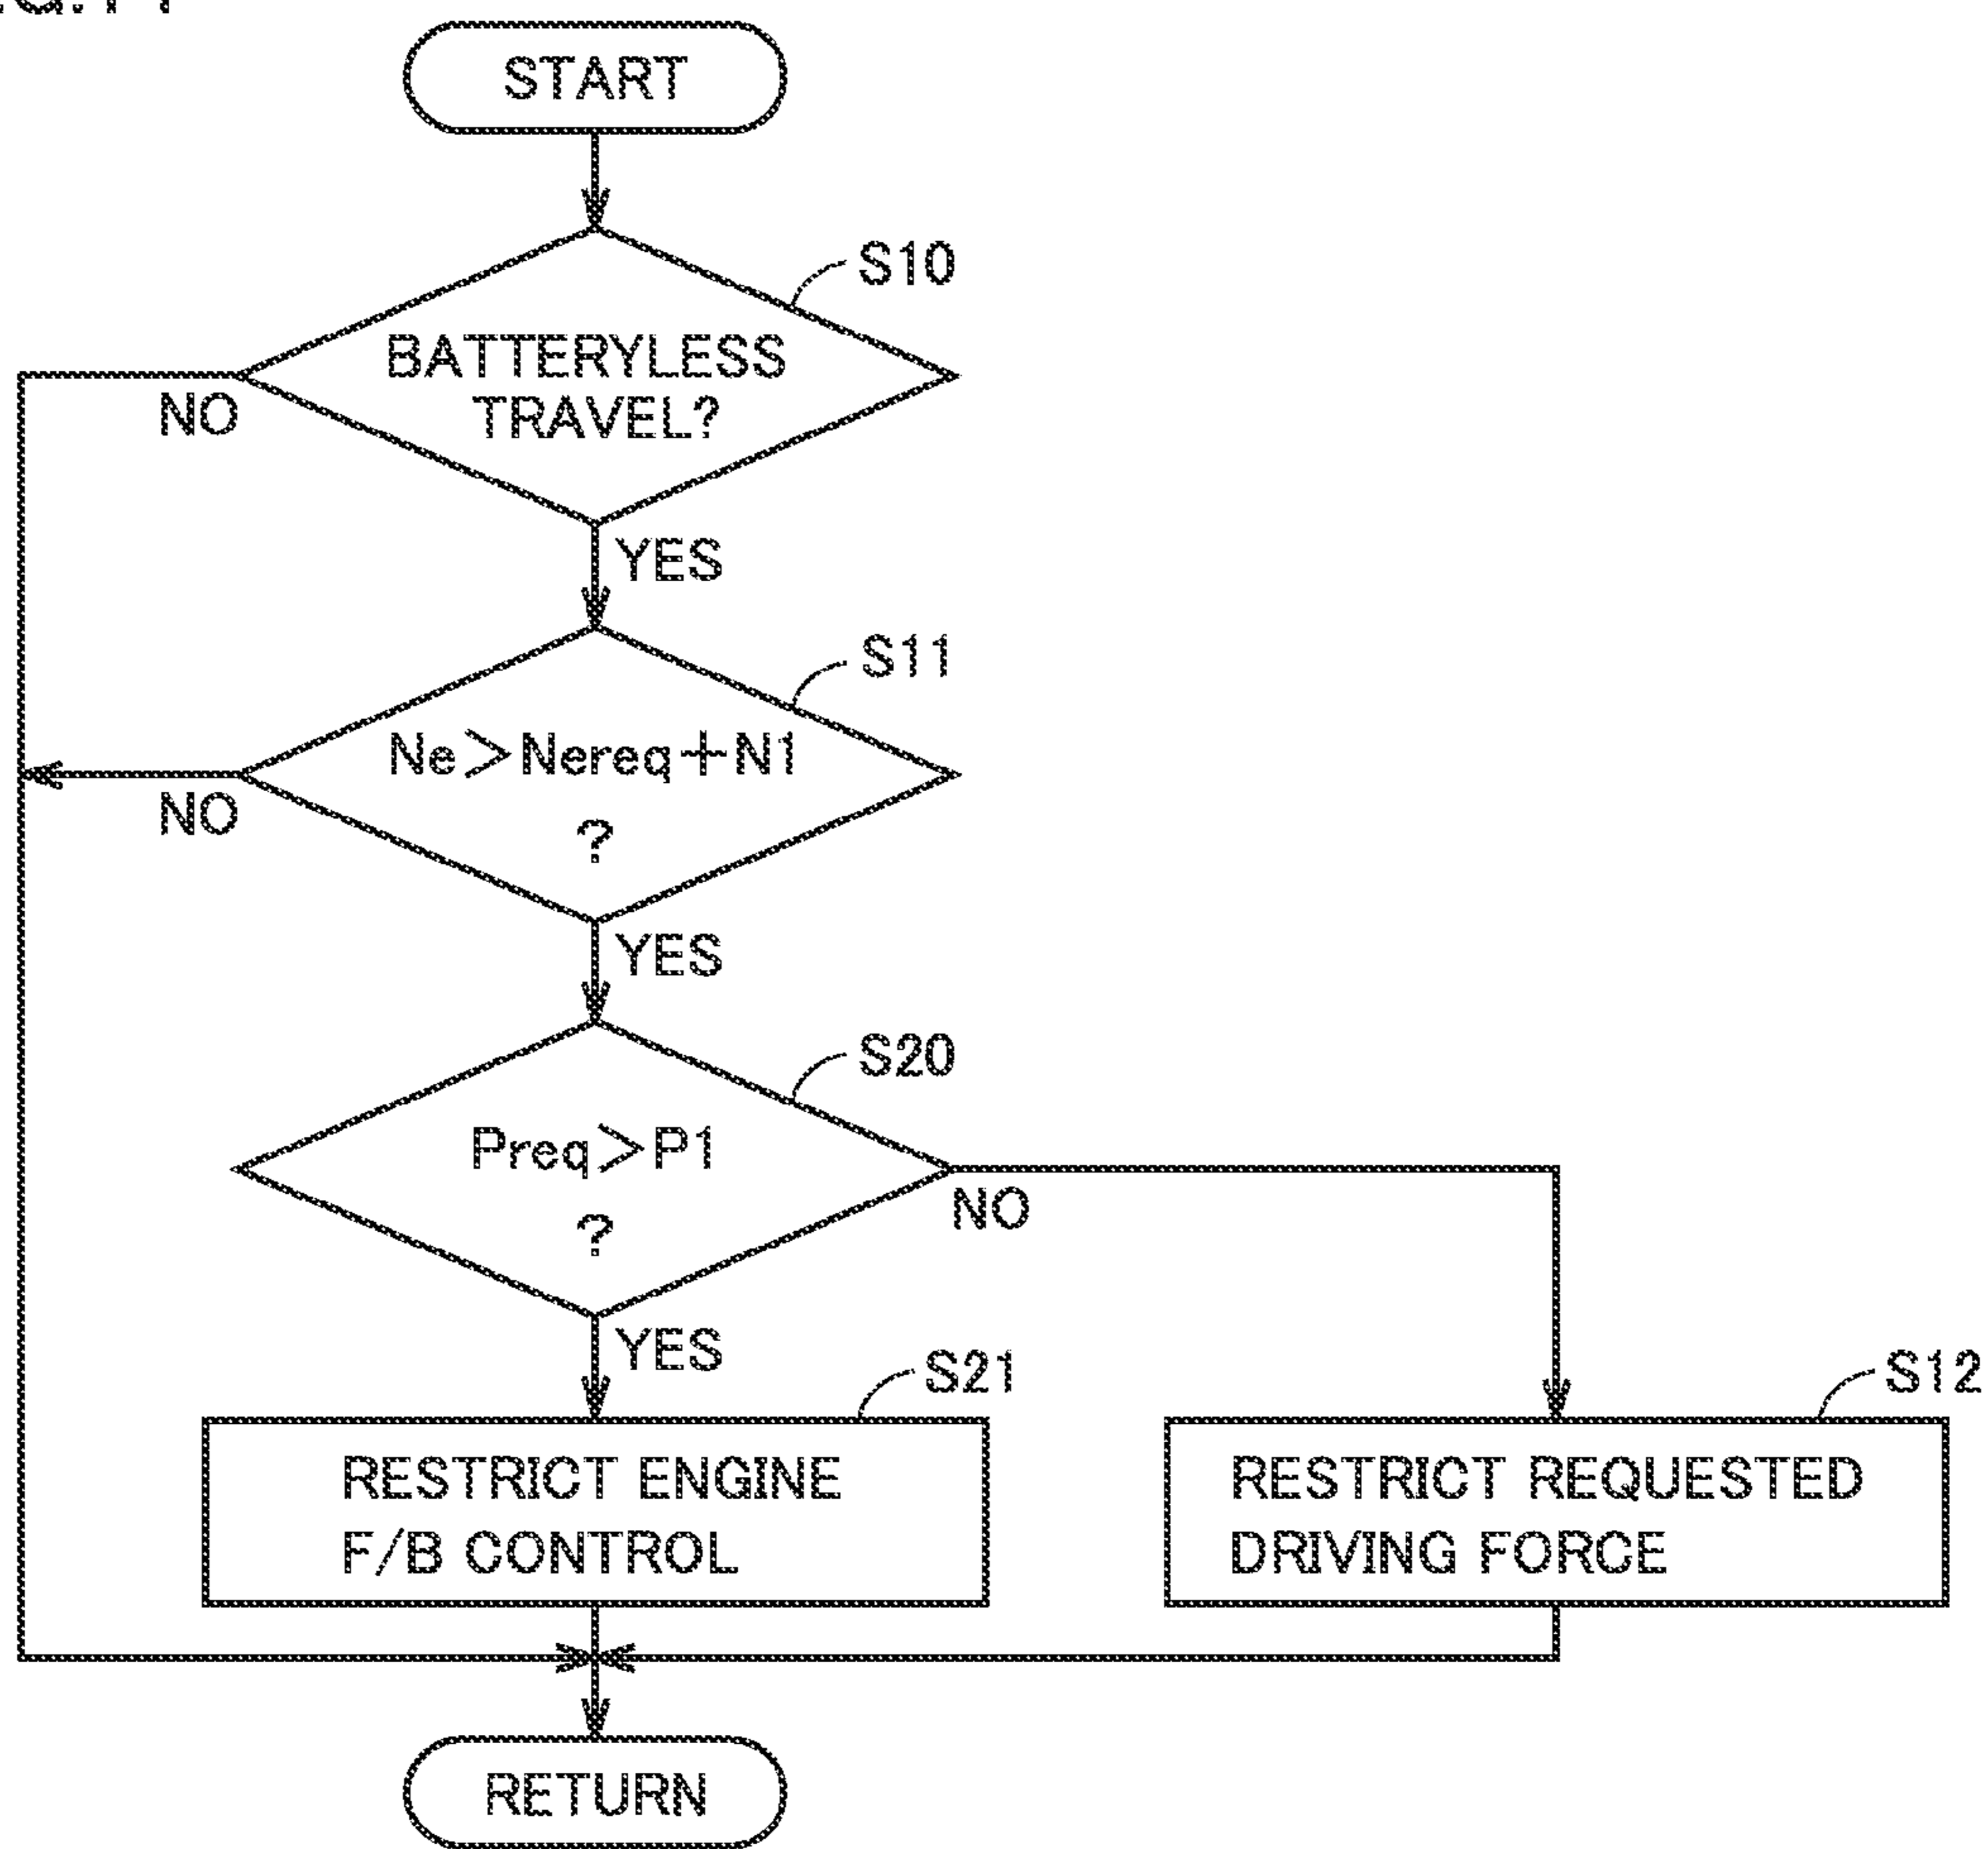 START
S10
BATTERYLESS
TRAVEL?
NO
YES
S11
Ne>Nereq+N1
?
NO
YES
S20
Preq>P1
?
NO
YES
S21
RESTRICT ENGINE
F/B CONTROL
S12
RESTRICT REQUESTED
DRIVING FORCE
RETURN